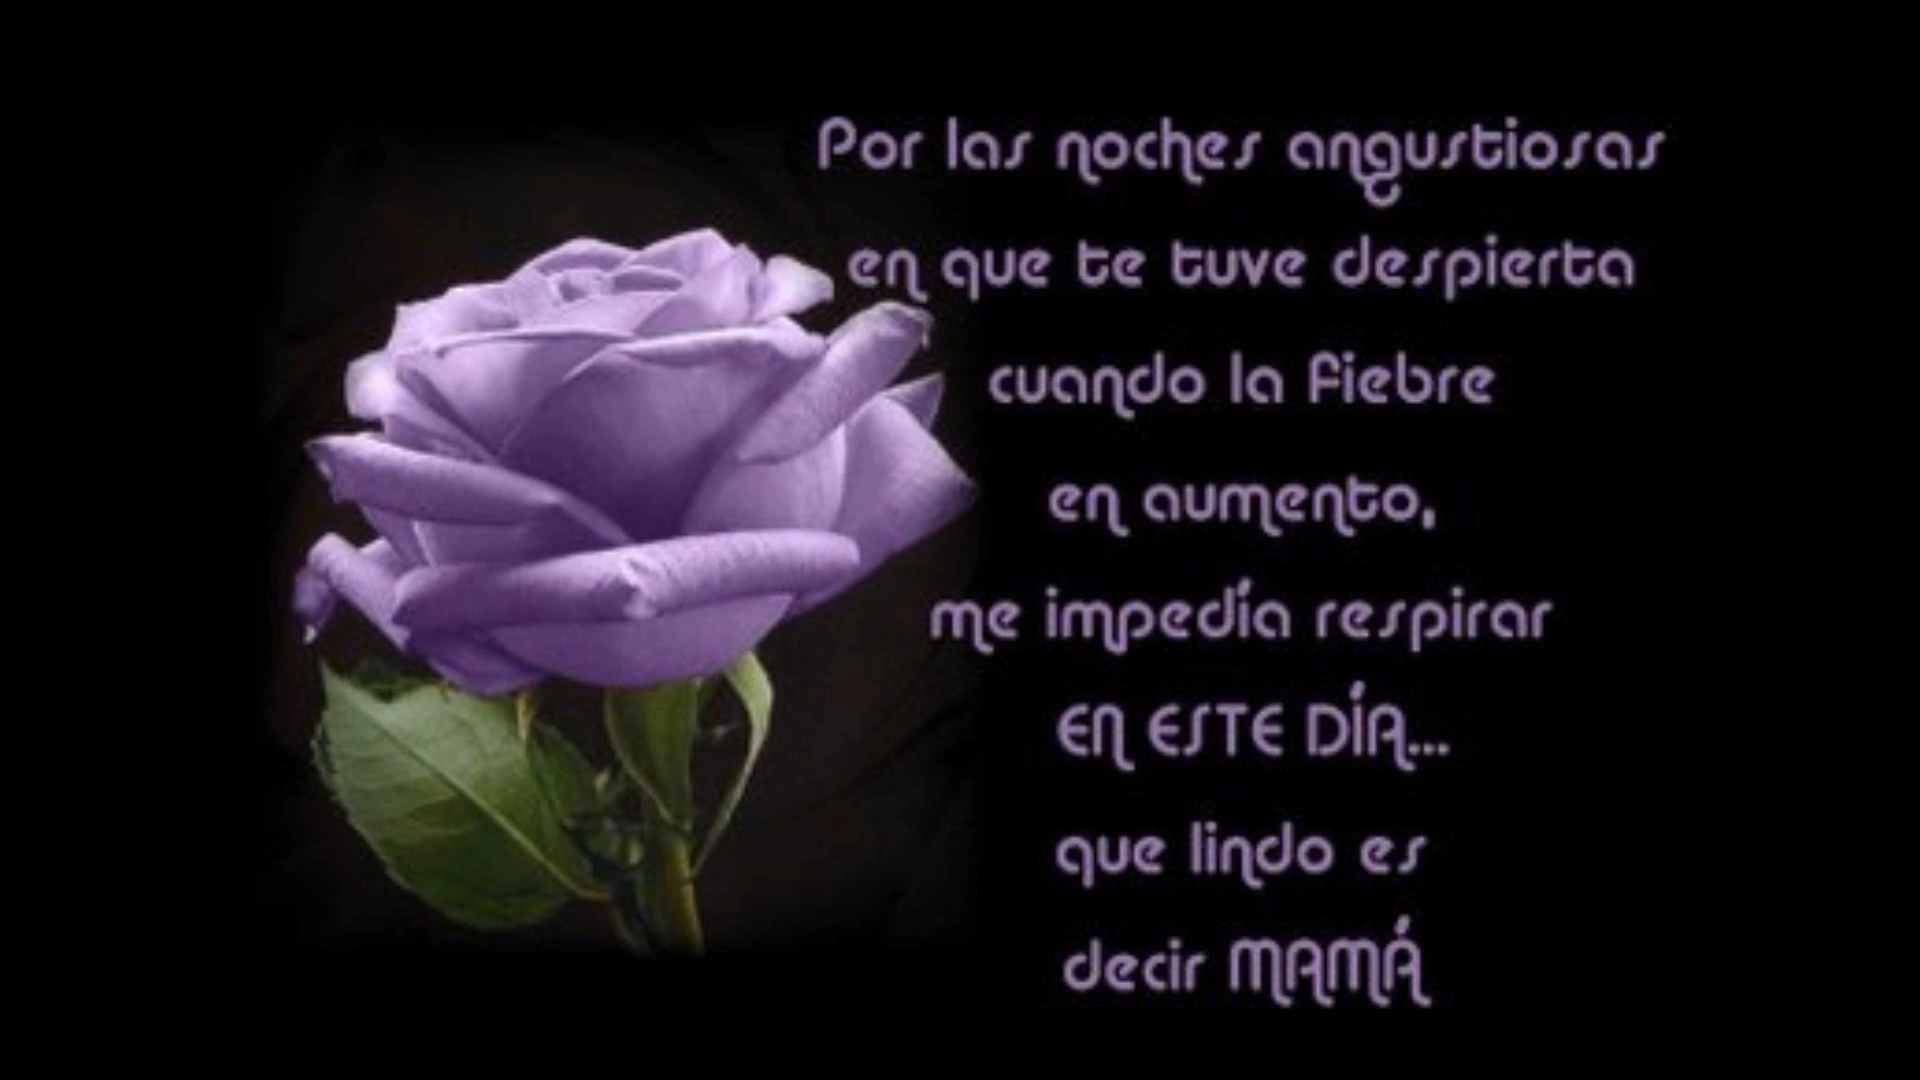 Por las noches angustiosas
en que te tuve despierta
cuando la fiebre
en aumento,
me impedía respirar
EN ESTE DÍA...
que lindo es
decir MAMÁ